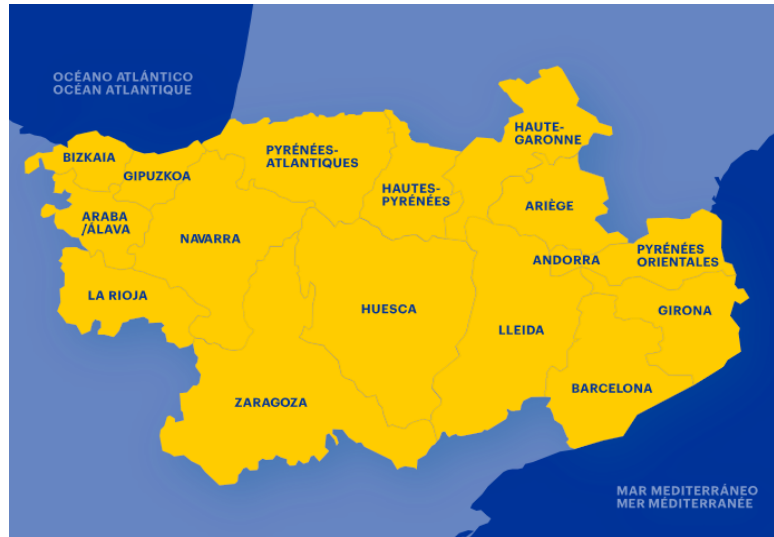 OCÉANO ATLÁNTICO
OCÉAN ATLANTIQUE
HAUTE-
GARONNE
BIZKAIA
PYRÉNÉES-
ATLANTIQUES
GIPUZKOA
HAUTES-
PYRÉNÉES
ARIÈGE
ARABA
/ÁLAVA
NAVARRA
ANDORRA
PYRÉNÉES
ORIENTALES
LA RIOJA
HUESCA
GIRONA
LLEIDA
BARCELONA
ZARAGOZA
MAR MEDITERRÁNEO
MER MÉDITERRANÉE